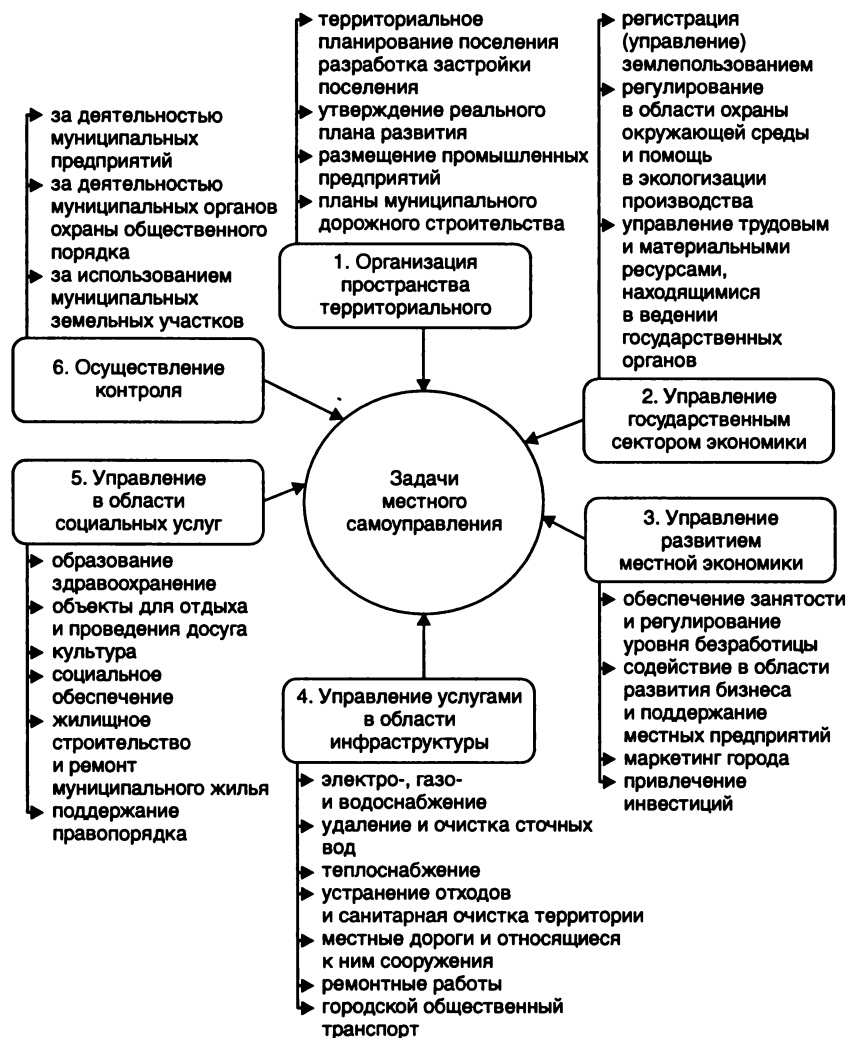 территориальное
планирование поселения
разработка застройки
поселения
утверждение реального
плана развития
размещение промышленных
предприятий
планы муниципального
дорожного строительства
1. Организация
пространства
территориального
регистрация
(управление)
землепользованием
регулирование
в области охраны
окружающей среды
и помощь
в экологизации
производства
управление трудовым
и материальными
ресурсами,
находящимися
в ведении
государственных
органов
2. Управление
государственным
сектором экономики
за деятельностью
муниципальных
предприятий
за деятельностью
муниципальных органов
охраны общественного
порядка
за использованием
муниципальных
земельных участков
6. Осуществление
контроля
Задачи
местного
самоуправления
5. Управление
в области
социальных услуг
образование
здравоохранение
объекты для отдыха
и проведения досуга
культура
социальное
обеспечение
жилищное
строительство
и ремонт
муниципального жилья
поддержание
правопорядка
3. Управление
развитием
местной экономики
обеспечение занятости
и регулирование
уровня безработицы
содействие в области
развития бизнеса
и поддержание
местных предприятий
маркетинг города
привлечение
инвестиций
4. Управление услугами
в области
инфраструктуры
электро-, газо-
и водоснабжение
удаление и очистка сточных
вод
теплоснабжение
устранение отходов
и санитарная очистка территории
местные дороги и относящиеся
к ним сооружения
ремонтные работы
городской общественный
транспорт